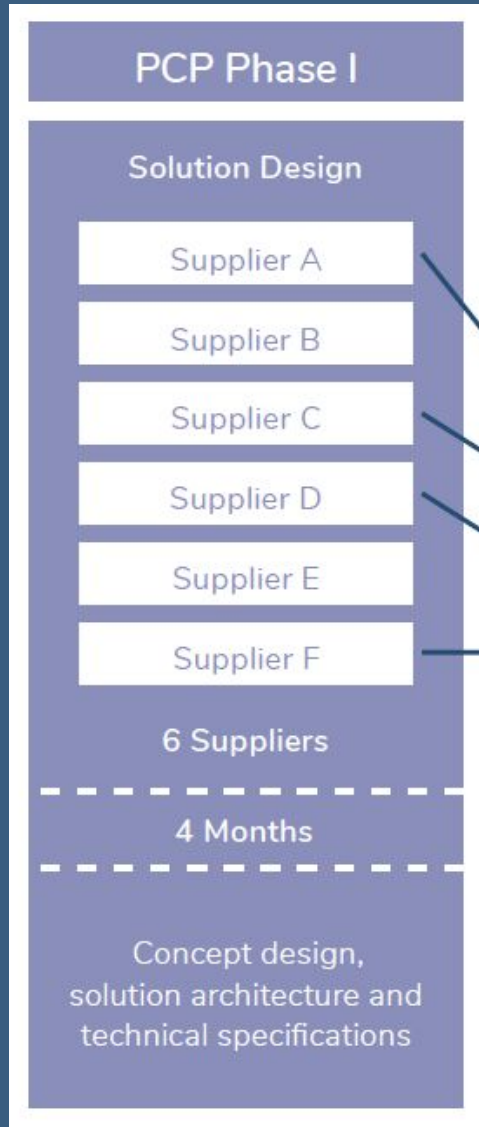 PCP Phase I
Solution Design
Supplier A
Supplier B
Supplier C
Supplier D
Supplier E
Supplier F
6 Suppliers
4 Months
Concept design,
solution architecture and
technical specifications